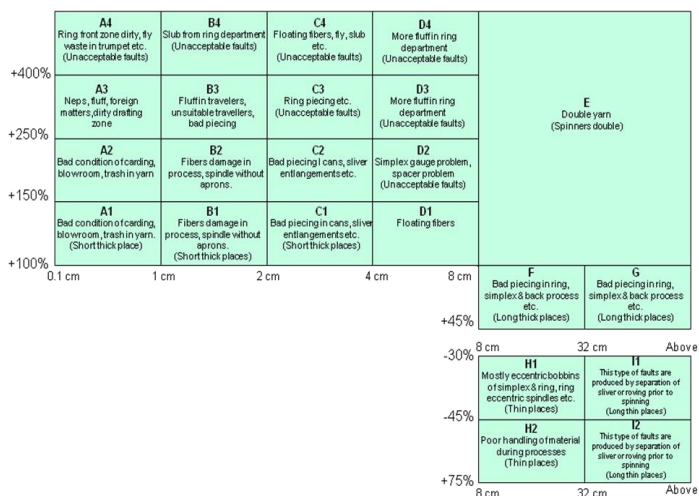 A4
Ring front zone dirty, fly
waste in trumpet etc.
(Unacceptable faults)
B4
Slub from ring department
(Unacceptable faults)
C4
Floating fibers, fly, slub
etc.
(Unacceptable faults)
D4
More fluff in ring
department
(Unacceptable faults)
+400%
A3
Neps, fluff, foreign
matters,dirty drafting
zone
B3
Fluff in travelers,
unsuitable travellers,
bad piecing
C3
Ring piecing etc.
(Unacceptable faults)
D3
More fluff in ring
department
(Unacceptable faults)
E
Double yarn
(Spinners double)
+250%
A2
Bad condition of carding,
blowroom, trash in yarn
B2
Fibers damage in
process, spindle without
aprons.
C2
Bad piecing I cans, sliver
entlangements etc.
D2
Simplex gauge problem,
spacer problem
(Unacceptable faults)
+150%
A1
Bad condition of carding,
blowroom, trash in yarn.
(Short thick place)
B1
Fibers damage in
process, spindle without
aprons.
(Short thick places)
C1
Bad piecing in cans, sliver
entlangements etc.
(Short thick places)
D1
Floating fibers
+100%
0.1 cm 1 cm 2 cm 4 cm 8 cm
F
Bad piecing in ring,
simplex & back process
etc.
(Long thick places)
G
Bad piecing in ring,
simplex & back process
etc.
(Long thick places)
+45%
8 cm 32 cm Above
-30%
H1
Mostly eccentric bobbins
of simplex & ring, ring
eccentric spindles etc.
(Thin places)
I1
This type of faults are
produced by separation of
sliver or roving prior to
spinning
(Long thin places)
-45%
H2
Poor handling of material
during processes
(Thin places)
I2
This type of faults are
produced by separation of
sliver or roving prior to
spinning
(Long thin places)
+75%
8 cm 32 cm Above